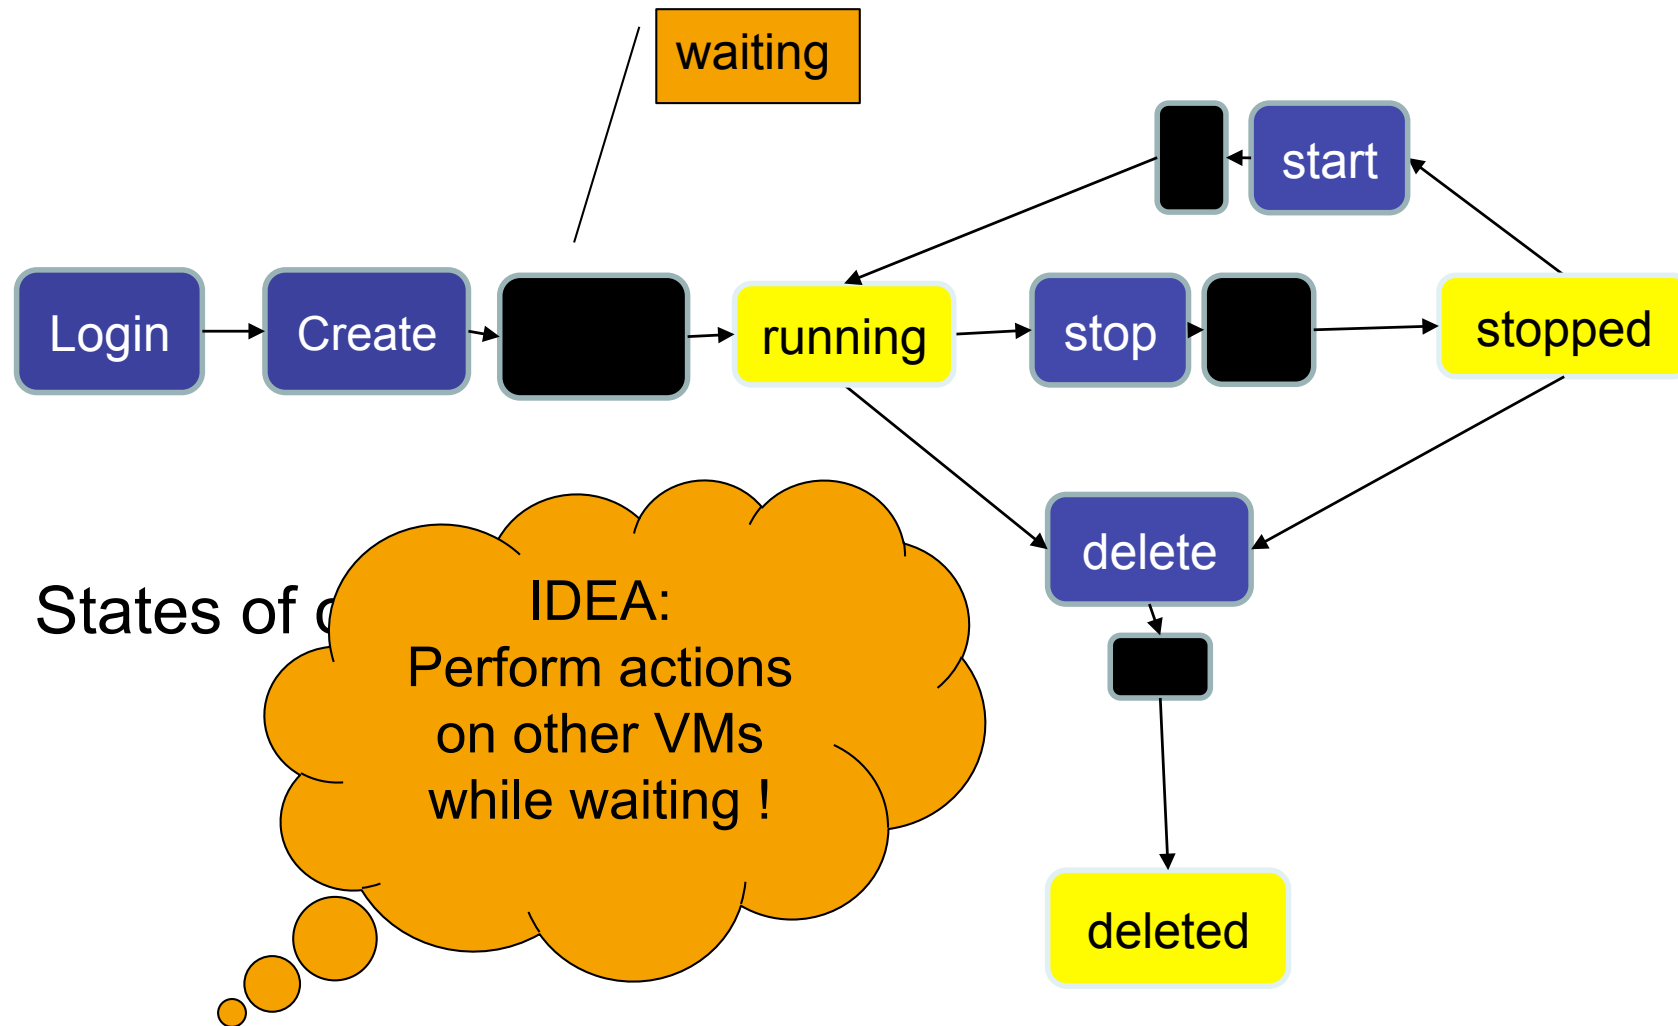 waiting
start
Login
Create
running
stop
stopped
delete
States of
IDEA:
Perform actions
on other VMs
while waiting !
deleted